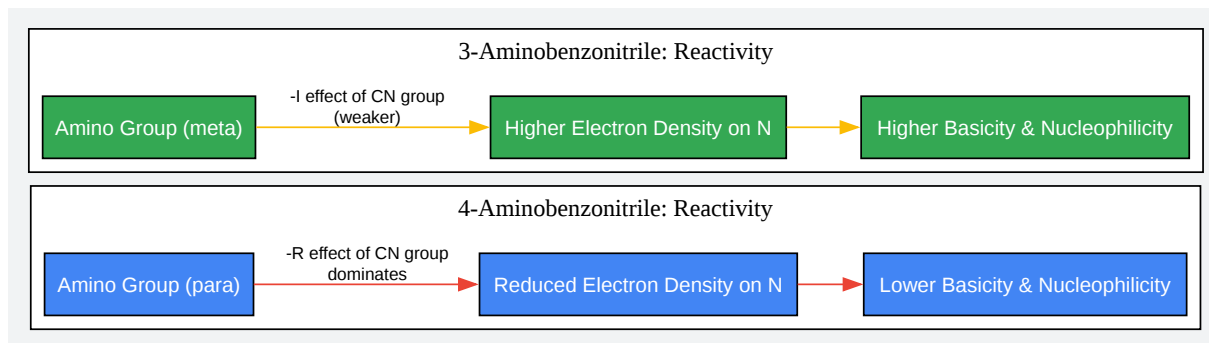 3-Aminobenzonitrile: Reactivity
Amino Group (meta)
-I effect of CN group
(weaker)
Higher Electron Density on N
Higher Basicity & Nucleophilicity
4-Aminobenzonitrile: Reactivity
Amino Group (para)
-R effect of CN group
dominates
Reduced Electron Density on N
Lower Basicity & Nucleophilicity